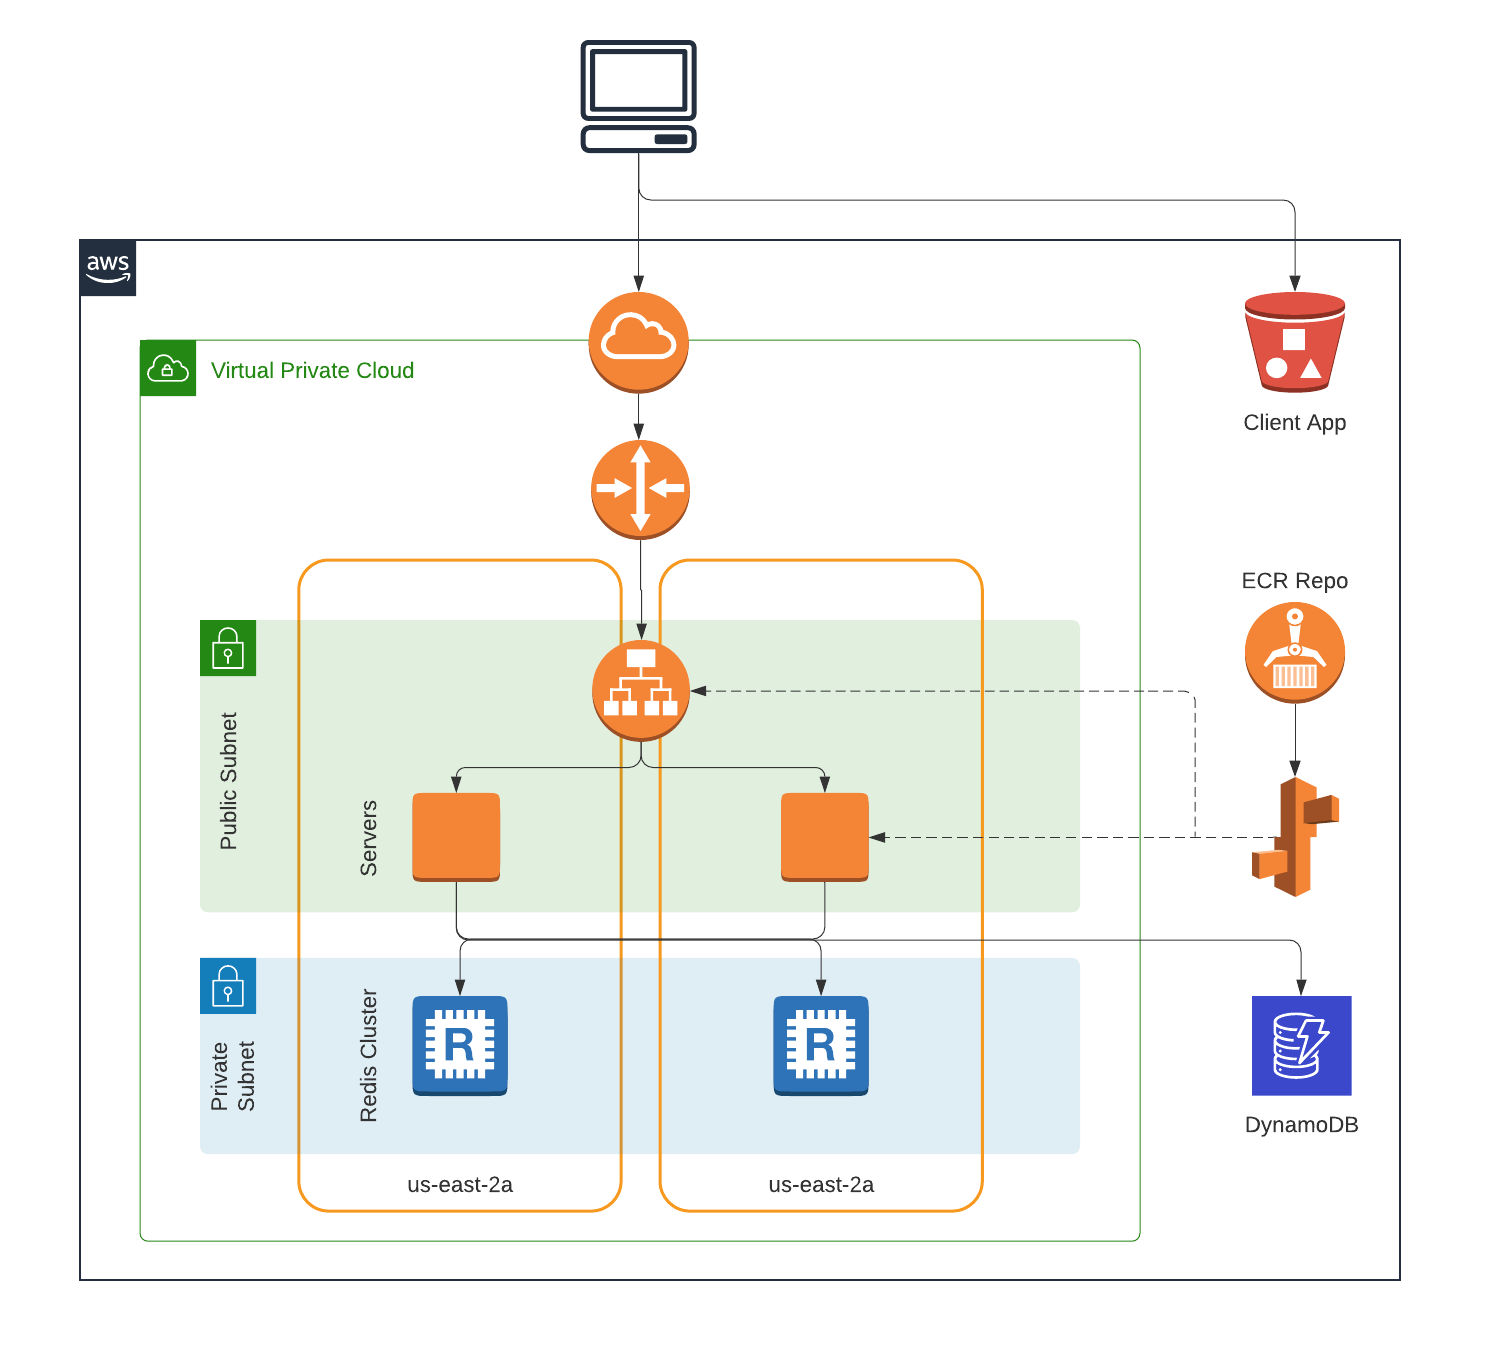 aws
Virtual Private Cloud
Client App
ECR Repo
Public Subnet
Servers
Private
Subnet
Redis Cluster
R
R
DynamoDB
us-east-2a
us-east-2a